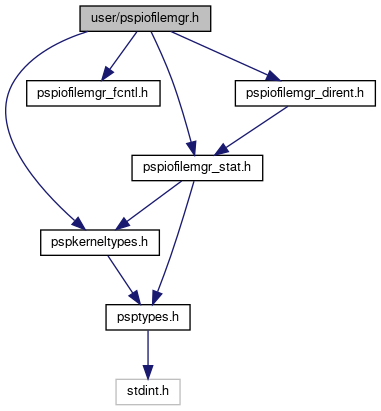 user/pspiofilemgr.h
pspiofilemgr_fcntl.h
pspiofilemgr_dirent.h
pspiofilemgr_stat.h
pspkerneltypes.h
psptypes.h
stdint.h